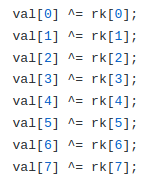 val[0] ^= rk[0];
val[1] ^= rk[1];
val[2] ^= rk[2];
val[3] ^= rk[3];
val[4] ^= rk[4];
val[5] ^= rk[5];
val[6] ^= rk[6];
val[7] ^= rk[7];